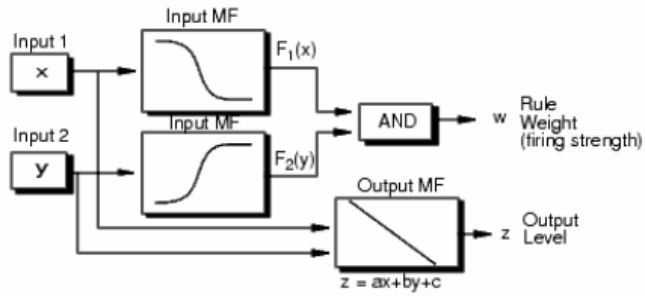 Input MF
Input 1
x
F₁(x)
Input MF
Input 2
y
F₂(y)
AND
w
Rule
Weight
(firing strength)
Output MF
z
Output
Level
z = ax+by+c